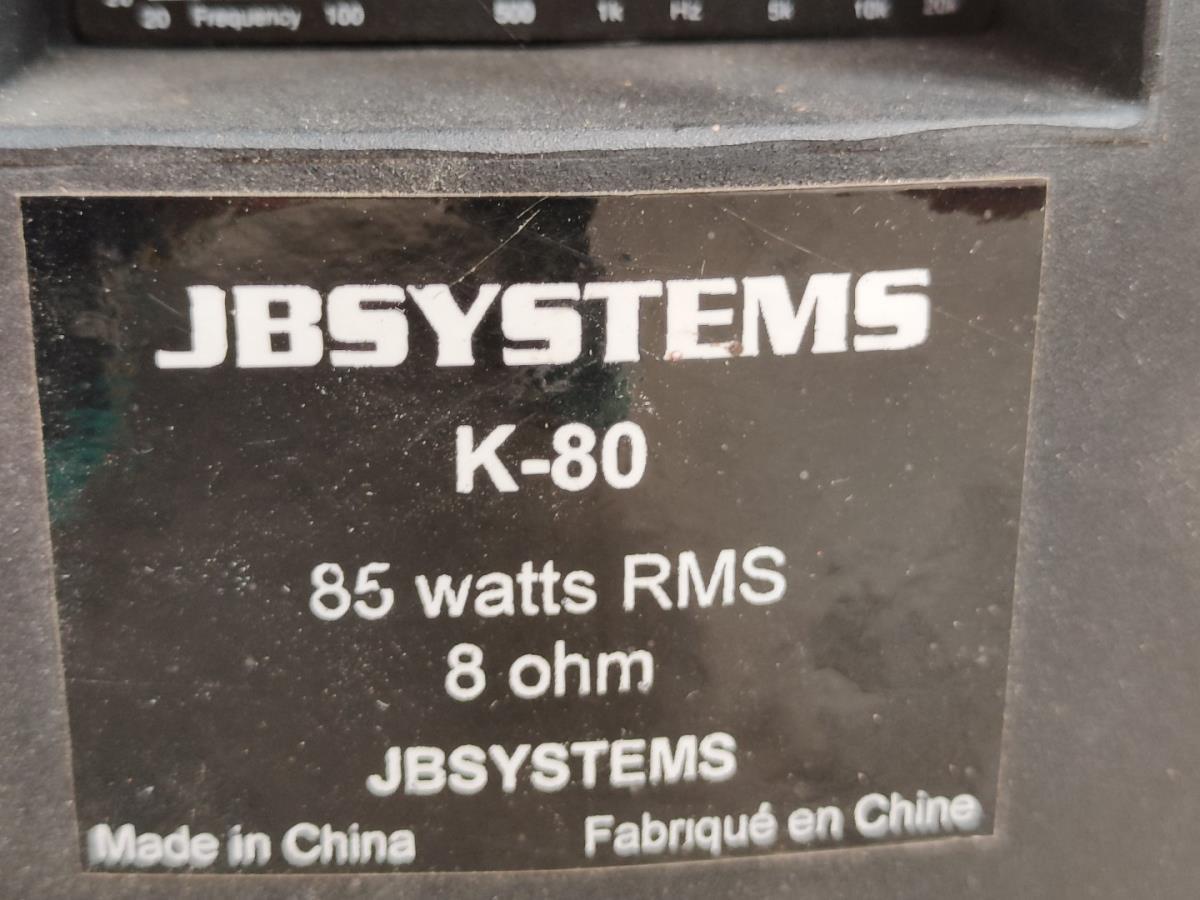 20 Frequency 100 500 1k Hz 5k 10k 20k
JBSYSTEMS
K-80
85 watts RMS
8 ohm
JBSYSTEMS
Made in China Fabriqué en Chine